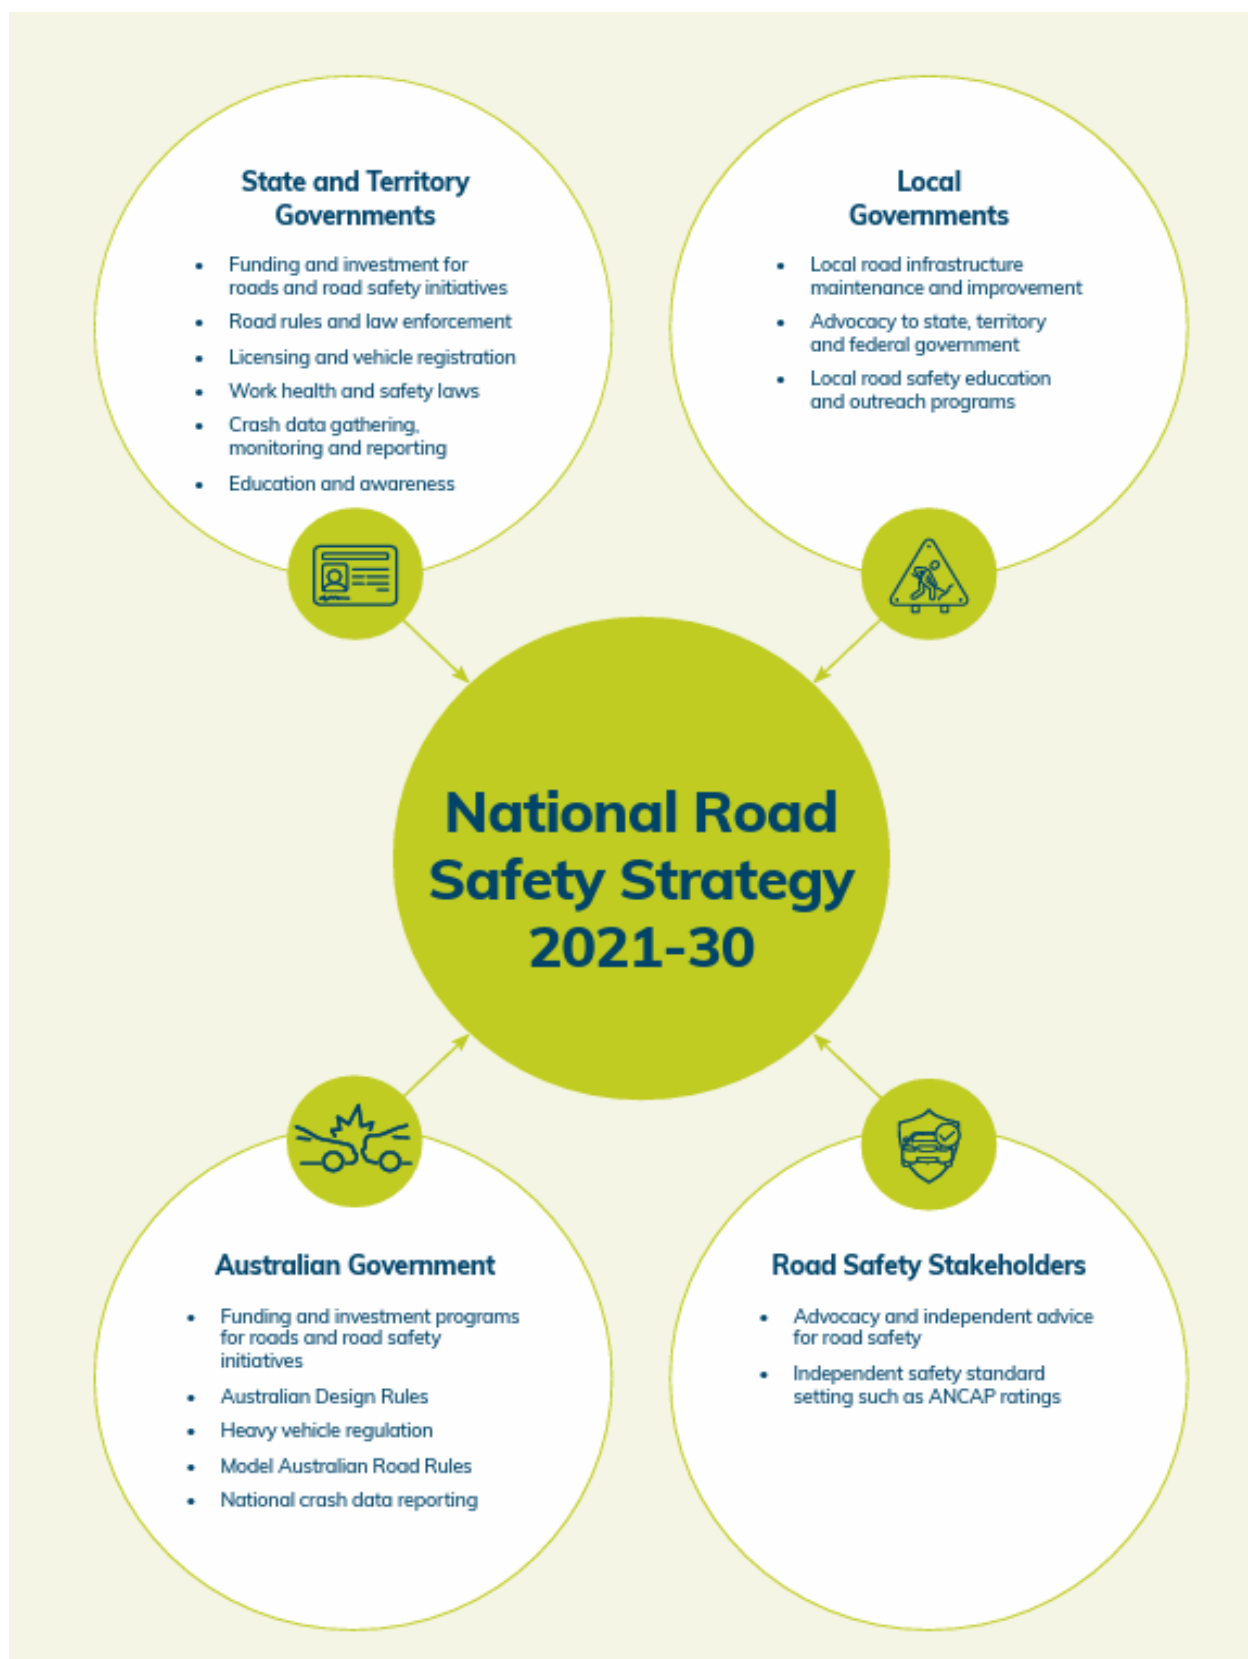 State and Territory
Governments
• Funding and investment for
roads and road safety initiatives
• Road rules and law enforcement
• Licensing and vehicle registration
• Work health and safety laws
• Crash data gathering,
monitoring and reporting
• Education and awareness
Local
Governments
• Local road infrastructure
maintenance and improvement
• Advocacy to state, territory
and federal government
• Local road safety education
and outreach programs
National Road
Safety Strategy
2021-30
Australian Government
• Funding and investment programs
for roads and road safety
initiatives
• Australian Design Rules
• Heavy vehicle regulation
• Model Australian Road Rules
• National crash data reporting
Road Safety Stakeholders
• Advocacy and independent advice
for road safety
• Independent safety standard
setting such as ANCAP ratings